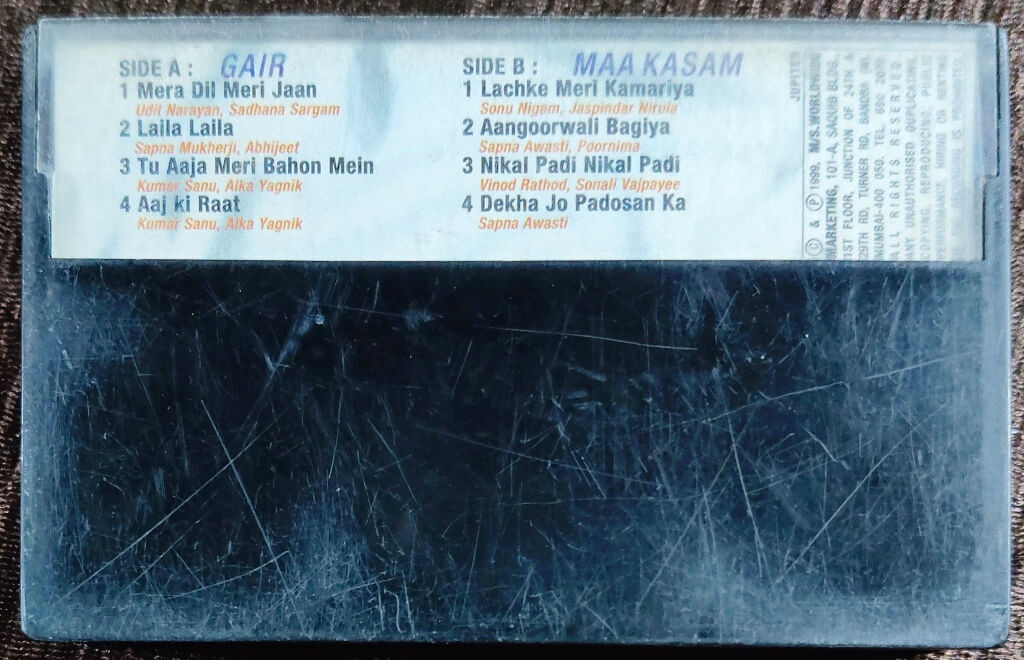 SIDE A : GAIR
1 Mera Dil Meri Jaan
Udit Narayan, Sadhana Sargam
2 Laila Laila
Sapna Mukherji, Abhijeet
3 Tu Aaja Meri Bahon Mein
Kumar Sanu, Alka Yagnik
4 Aaj ki Raat
Kumar Sanu, Alka Yagnik
SIDE B : MAA KASAM
1 Lachke Meri Kamariya
Sonu Nigam, Jaspindar Nirula
2 Aangoorwali Bagiya
Sapna Awasti, Poornima
3 Nikal Padi Nikal Padi
Vinod Rathod, Sonali Vajpayee
4 Dekha Jo Padosan Ka
Sapna Awasti
JUPITER
© & Ⓟ 1999, M/S. WORLDWIDE
MARKETING, 101-A, SAQUIB BLDG,
1ST FLOOR, JUNCTION OF 24TH &
29TH RD, TURNER RD, BANDRA (W),
MUMBAI-400 050. TEL.
ALL RIGHTS RESERVED.
ANY UNAUTHORISED DUPLICATING,
COPYING, REPRODUCING, PUBLIC
PERFORMANCE HIRING OR RENTING
IS PROHIBITED